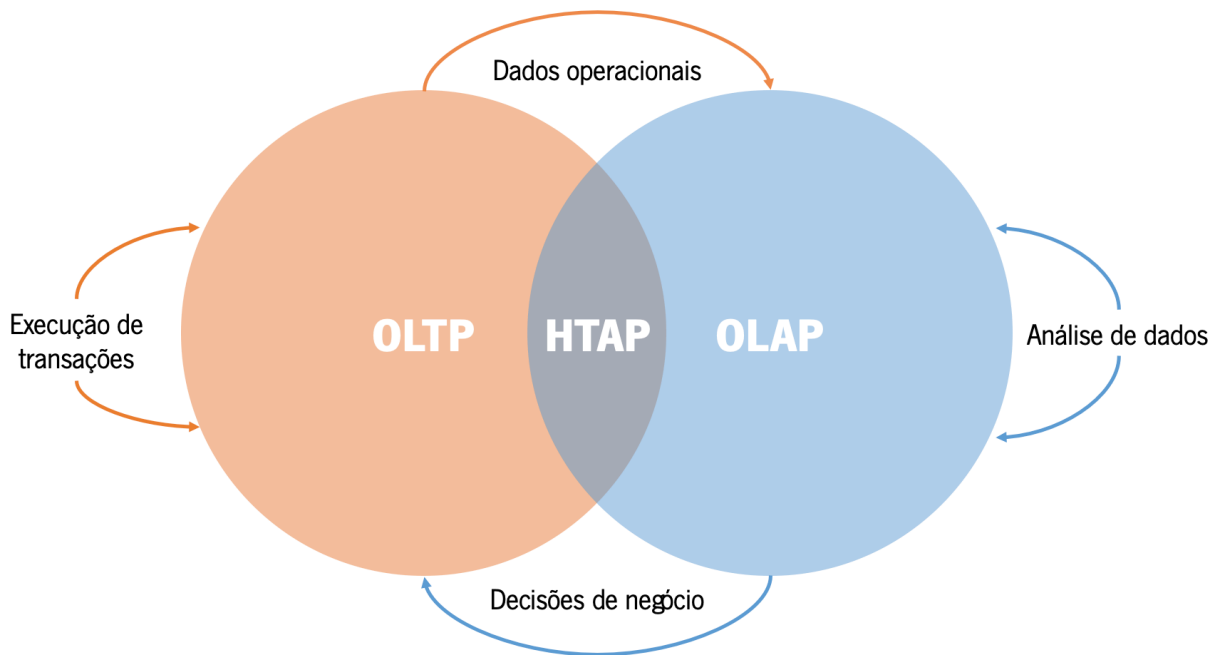 Dados operacionais
Execução de
transações
OLTP
HTAP
OLAP
Análise de dados
Decisões de negócio